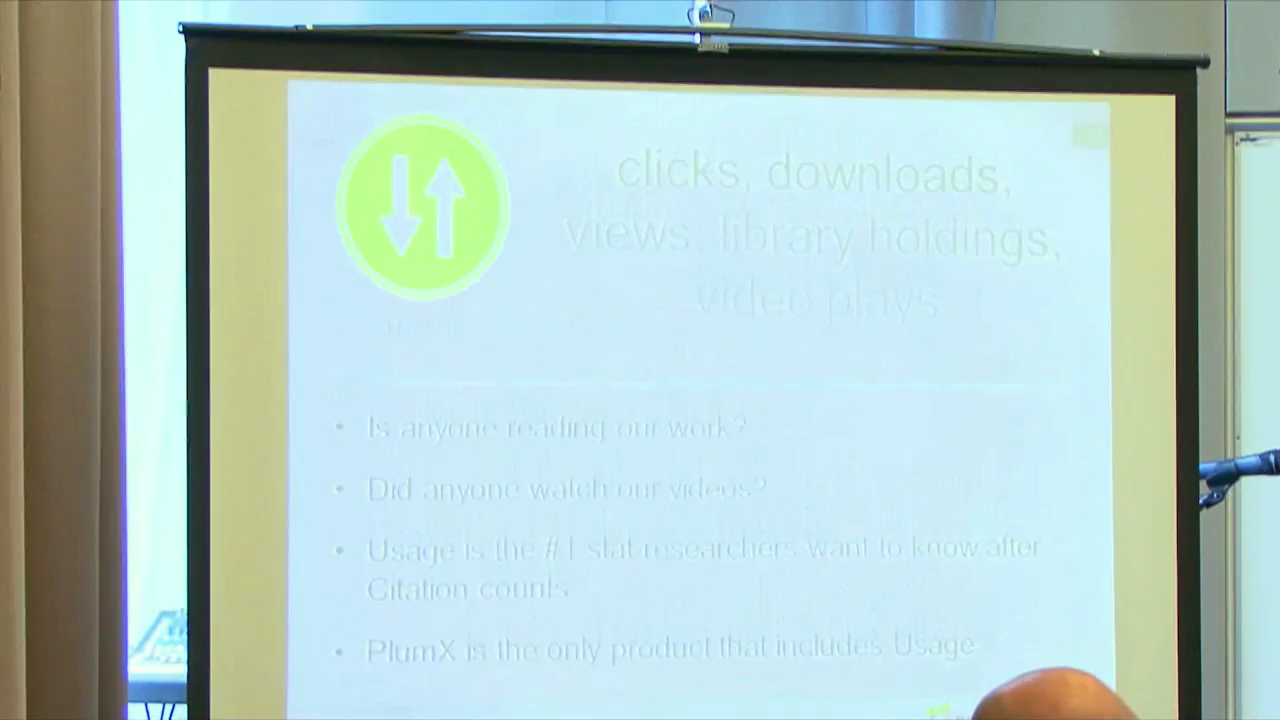 clicks, downloads,
views, library holdings,
video plays
• Is anyone reading our work?
• Did anyone watch our videos?
• Usage is the #1 stat researchers want to know after
Citation counts
• PlumX is the only product that includes Usage